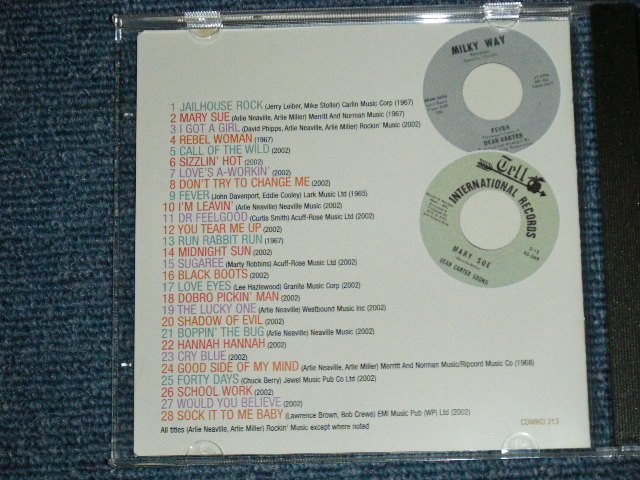 MILKY WAY
FEVER
DEAN CARTER
Tell
INTERNATIONAL RECORDS
MARY SUE
DEAN CARTER SOUND
1 JAILHOUSE ROCK (Jerry Leiber, Mike Stoller) Carlin Music Corp (1967)
2 MARY SUE (Arlie Neaville, Arlie Miller) Merritt And Norman Music (1967)
3 I GOT A GIRL (David Phipps, Arlie Neaville, Arlie Miller) Rockin' Music (2002)
4 REBEL WOMAN (1967)
5 CALL OF THE WILD (2002)
6 SIZZLIN' HOT (2002)
7 LOVE'S A-WORKIN' (2002)
8 DON'T TRY TO CHANGE ME (2002)
9 FEVER (John Davenport, Eddie Cooley) Lark Music Ltd (1965)
10 I'M LEAVIN' (Arlie Neaville) Neaville Music (2002)
11 DR FEELGOOD (Curtis Smith) Acuff-Rose Music Ltd (2002)
12 YOU TEAR ME UP (2002)
13 RUN RABBIT RUN (1967)
14 MIDNIGHT SUN (2002)
15 SUGAREE (Marty Robbins) Acuff-Rose Music Ltd (2002)
16 BLACK BOOTS (2002)
17 LOVE EYES (Lee Hazlewood) Granite Music Corp (2002)
18 DOBRO PICKIN' MAN (2002)
19 THE LUCKY ONE (Arlie Neaville) Westbound Music Inc (2002)
20 SHADOW OF EVIL (2002)
21 BOPPIN' THE BUG (Arlie Neaville) Neaville Music (2002)
22 HANNAH HANNAH (2002)
23 CRY BLUE (2002)
24 GOOD SIDE OF MY MIND (Arlie Neaville, Arlie Miller) Merritt And Norman Music/Ripcord Music Co (1968)
25 FORTY DAYS (Chuck Berry) Jewel Music Pub Co Ltd (2002)
26 SCHOOL WORK (2002)
27 WOULD YOU BELIEVE (2002)
28 SOCK IT TO ME BABY (Lawrence Brown, Bob Crewe) EMI Music Pub (WP) Ltd (2002)
All titles (Arlie Neaville, Arlie Miller) Rockin' Music except where noted
CDWIKD 213